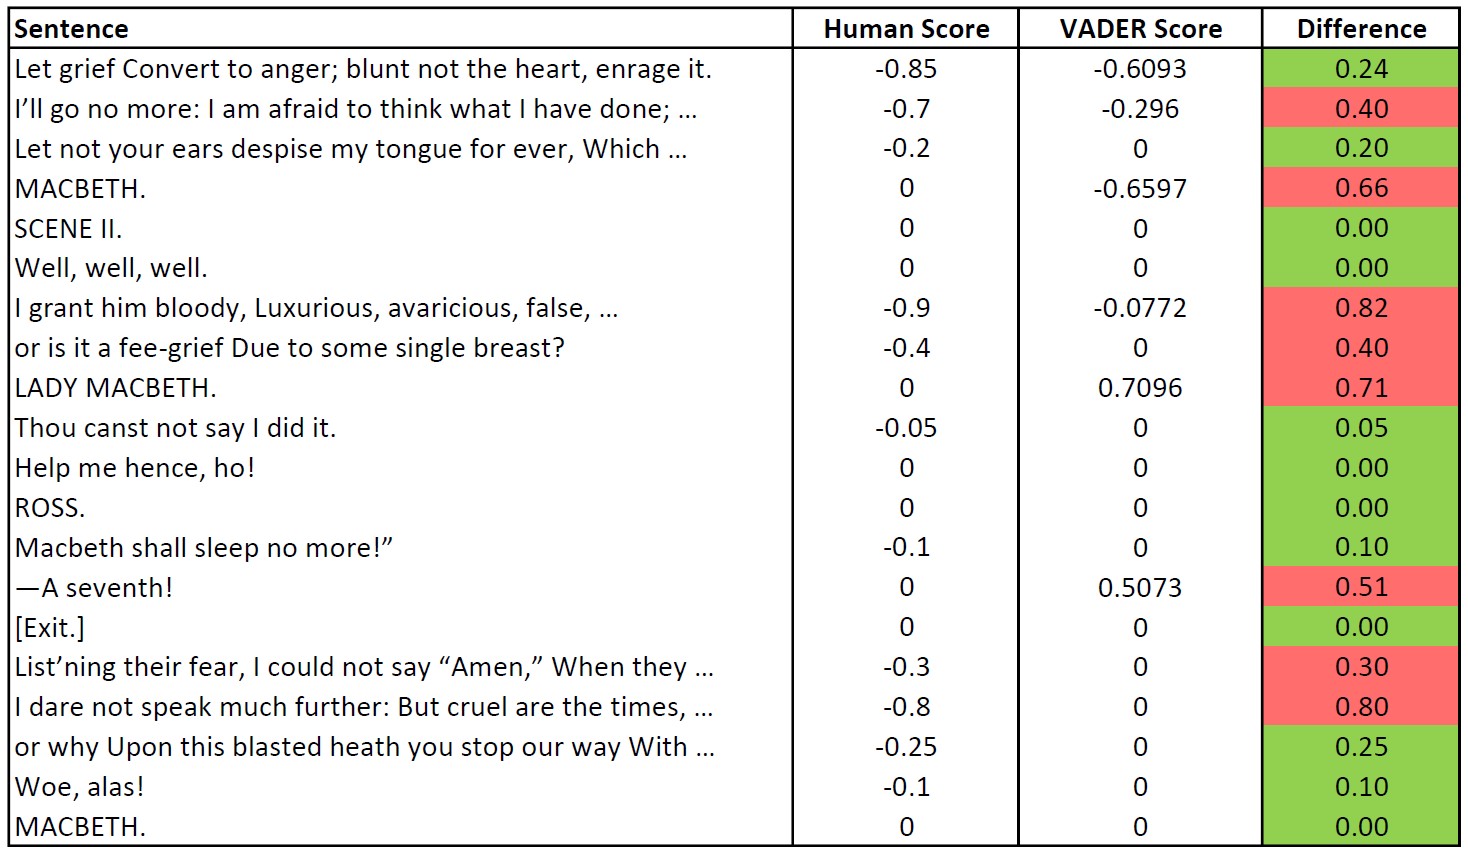 Sentence Human Score VADER Score Difference
Let grief Convert to anger; blunt not the heart, enrage it. -0.85 -0.6093 0.24
I’ll go no more: I am afraid to think what I have done; ... -0.7 -0.296 0.40
Let not your ears despise my tongue for ever, Which ... -0.2 0 0.20
MACBETH. 0 -0.6597 0.66
SCENE II. 0 0 0.00
Well, well, well. 0 0 0.00
I grant him bloody, Luxurious, avaricious, false, ... -0.9 -0.0772 0.82
or is it a fee-grief Due to some single breast? -0.4 0 0.40
LADY MACBETH. 0 0.7096 0.71
Thou canst not say I did it. -0.05 0 0.05
Help me hence, ho! 0 0 0.00
ROSS. 0 0 0.00
Macbeth shall sleep no more!” -0.1 0 0.10
—A seventh! 0 0.5073 0.51
[Exit.] 0 0 0.00
List’ning their fear, I could not say “Amen,” When they ... -0.3 0 0.30
I dare not speak much further: But cruel are the times, ... -0.8 0 0.80
or why Upon this blasted heath you stop our way With ... -0.25 0 0.25
Woe, alas! -0.1 0 0.10
MACBETH. 0 0 0.00